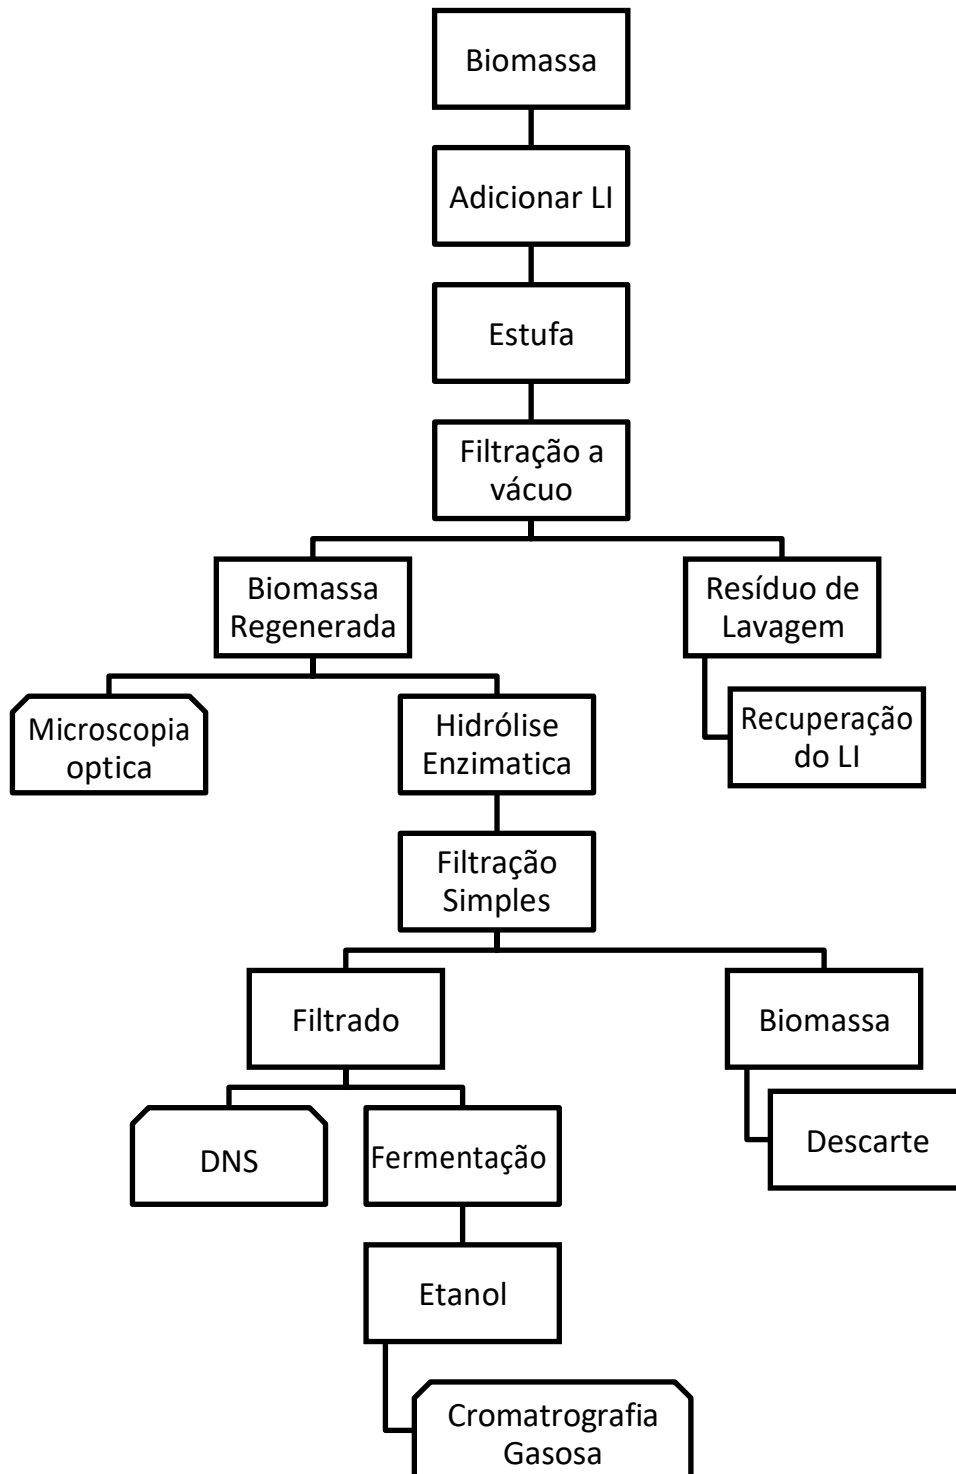 Biomassa
Adicionar LI
Estufa
Filtração a
vácuo
Biomassa
Regenerada
Resíduo de
Lavagem
Microscopia
optica
Hidrólise
Enzimatica
Recuperação
do LI
Filtração
Simples
Filtrado
Biomassa
DNS
Fermentação
Descarte
Etanol
Cromatrografia
Gasosa